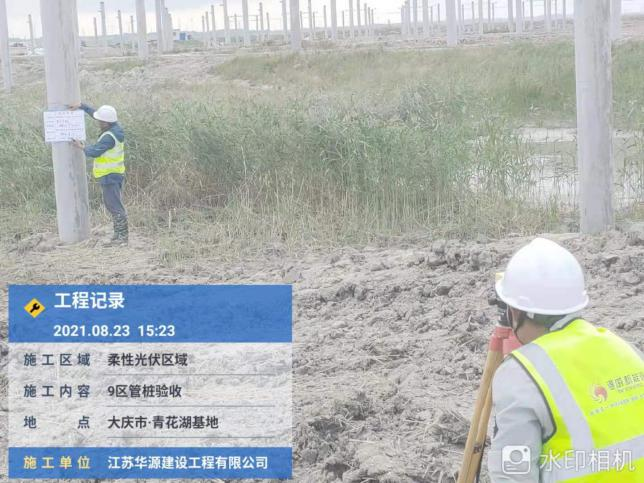 工程记录
2021.08.23 15:23
施工区域 柔性光伏区域
施工内容 9区管桩验收
地 点 大庆市·青花湖基地
施工单位 江苏华源建设工程有限公司
水印相机